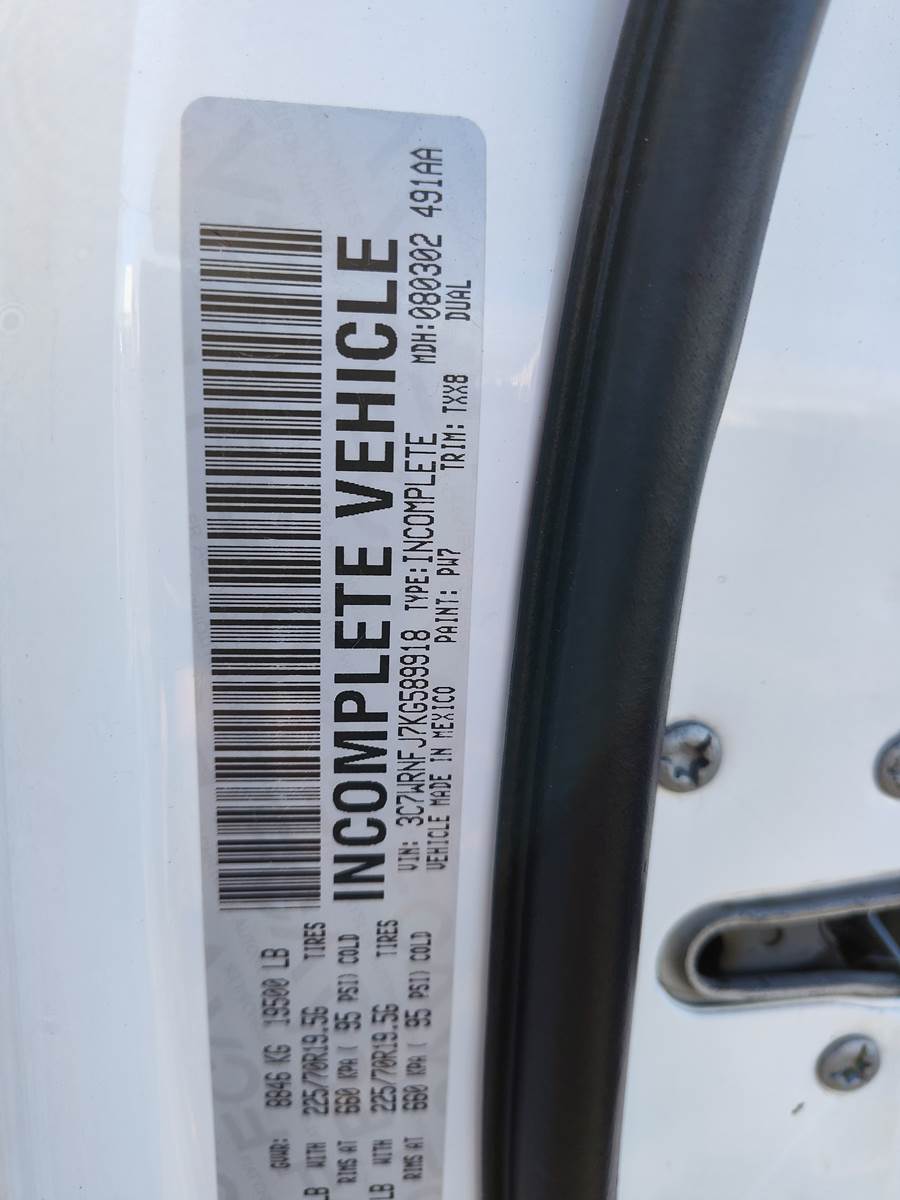 GVWR: 8846 KG 19500 LB
LB WITH 225/70R19.5G TIRES
RIMS AT 660 KPA ( 95 PSI) COLD
LB WITH 225/70R19.5G TIRES
RIMS AT 660 KPA ( 95 PSI) COLD
INCOMPLETE VEHICLE
VIN: 3C7WRNFJ7KG589918 TYPE:INCOMPLETE MDH:080302 491AA
VEHICLE MADE IN MEXICO PAINT: PW7 TRIM: TXX8 DUAL